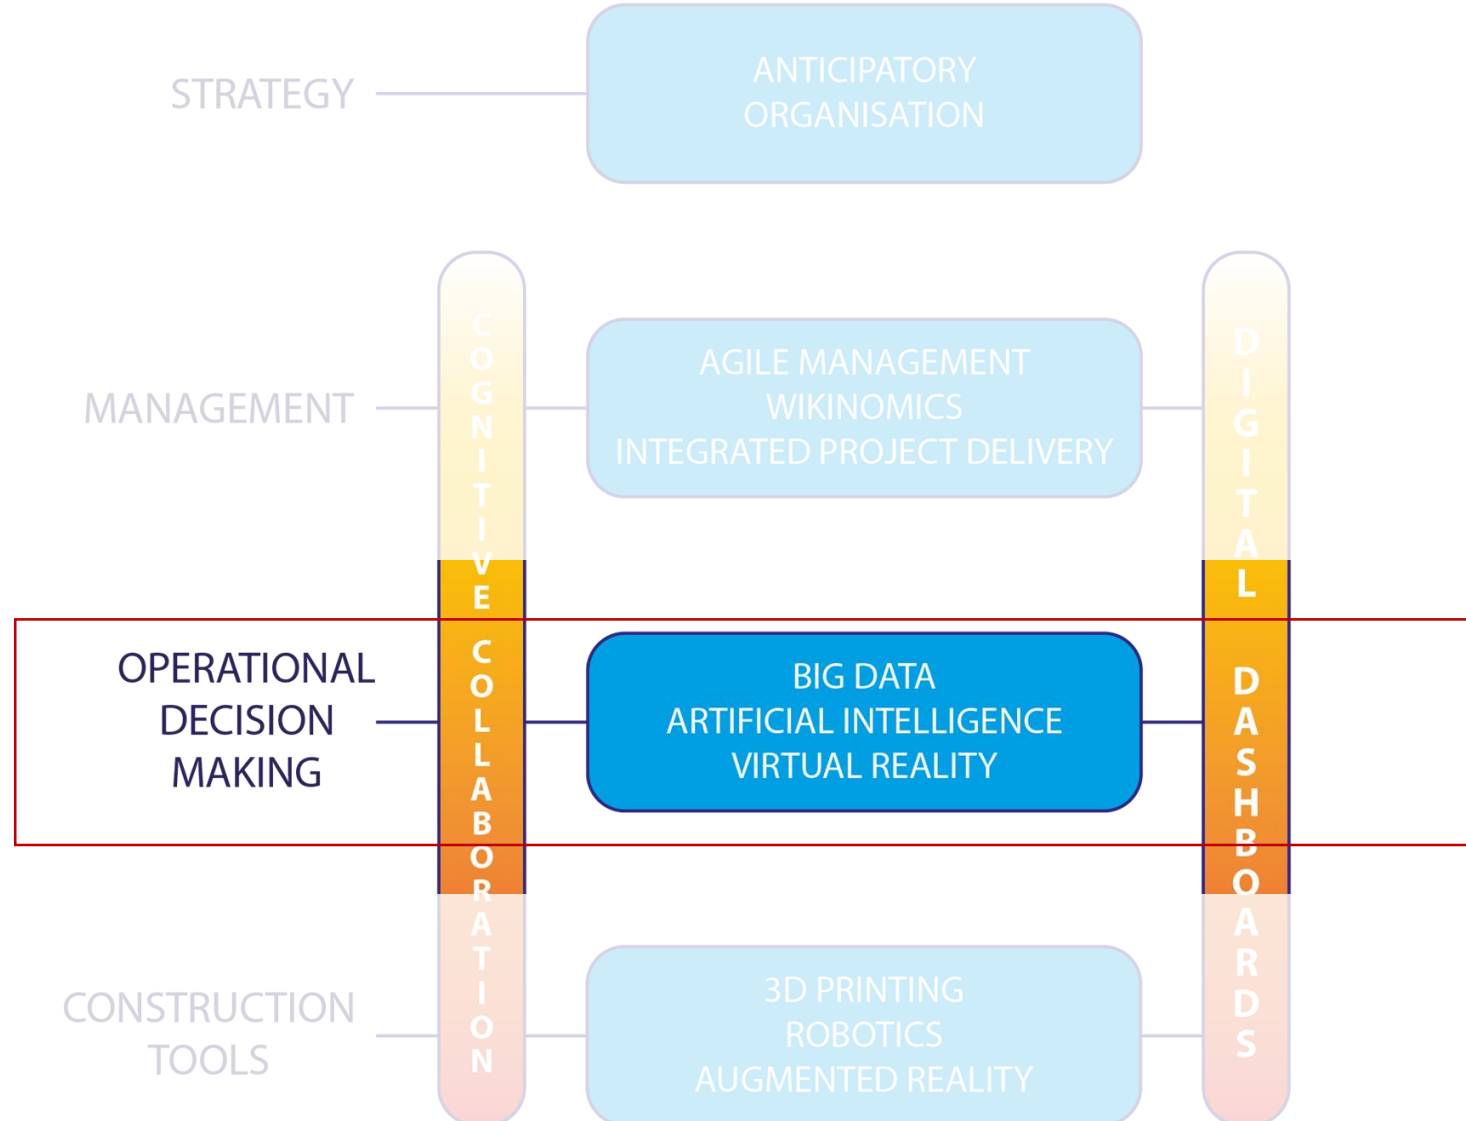 STRATEGY
ANTICIPATORY
ORGANISATION
MANAGEMENT
AGILE MANAGEMENT
WIKINOMICS
INTEGRATED PROJECT DELIVERY
OPERATIONAL
DECISION
MAKING
BIG DATA
ARTIFICIAL INTELLIGENCE
VIRTUAL REALITY
CONSTRUCTION
TOOLS
3D PRINTING
ROBOTICS
AUGMENTED REALITY
COGNITIVE COLLABORATION
DIGITAL DASHBOARDS